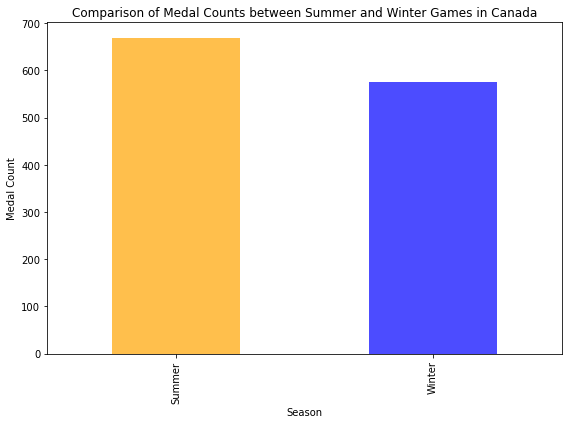 Comparison of Medal Counts between Summer and Winter Games in Canada
700
600
500
400
300
200
100
0
Medal Count
Summer
Winter
Season